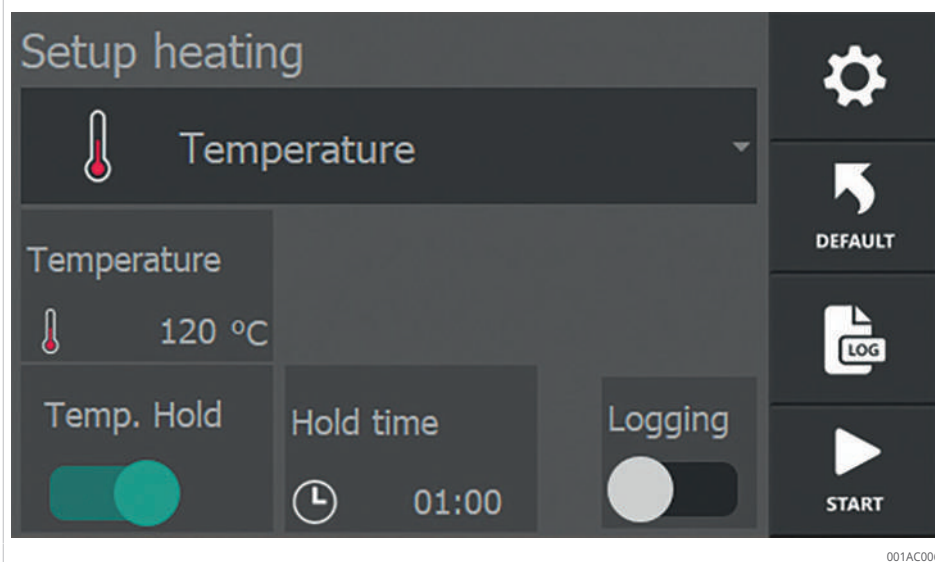 Setup heating
Temperature
DEFAULT
Temperature
120 °C
LOG
Temp. Hold
Hold time
Logging
01:00
START